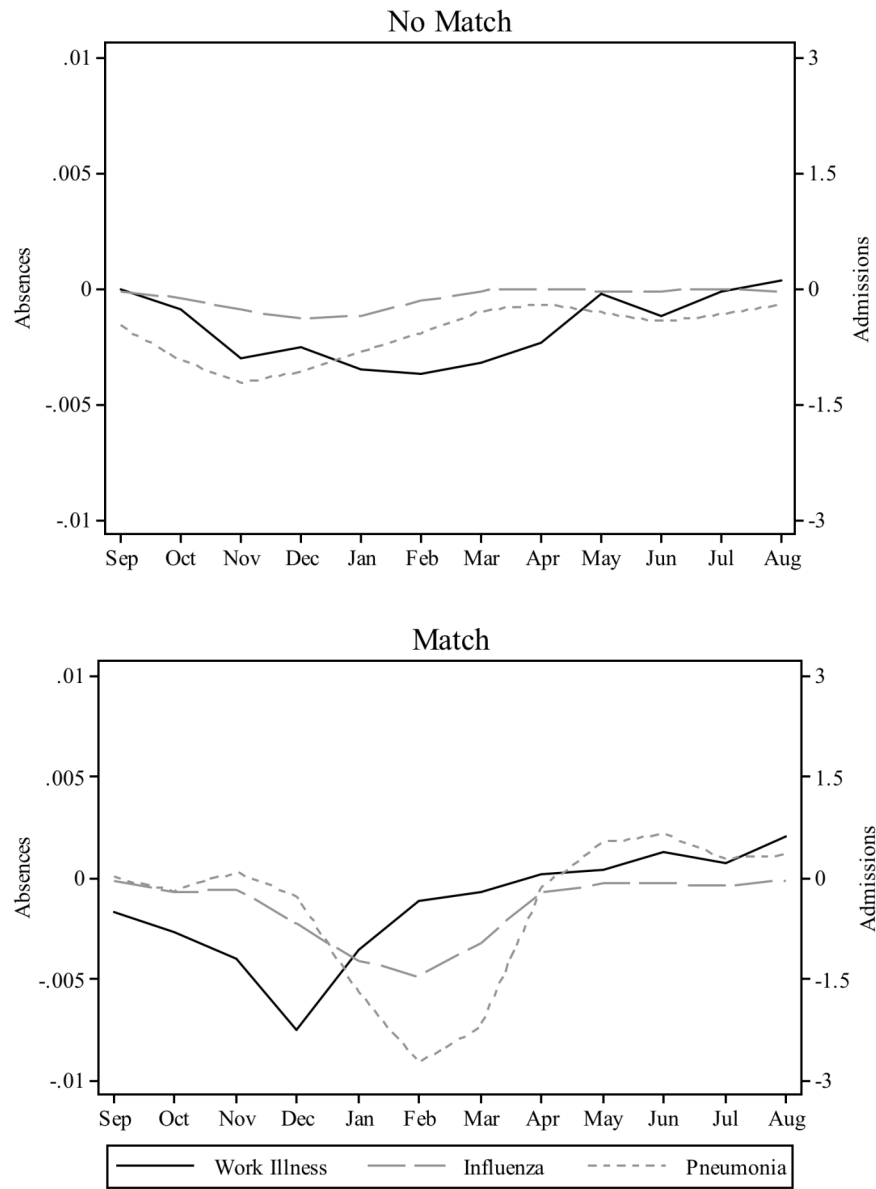 No Match
.01
.005
0
-.005
-.01
Absences
3
1.5
0
-1.5
-3
Admissions
Sep Oct Nov Dec Jan Feb Mar Apr May Jun Jul Aug
Match
.01
.005
0
-.005
-.01
Absences
3
1.5
0
-1.5
-3
Admissions
Sep Oct Nov Dec Jan Feb Mar Apr May Jun Jul Aug
Work Illness Influenza Pneumonia